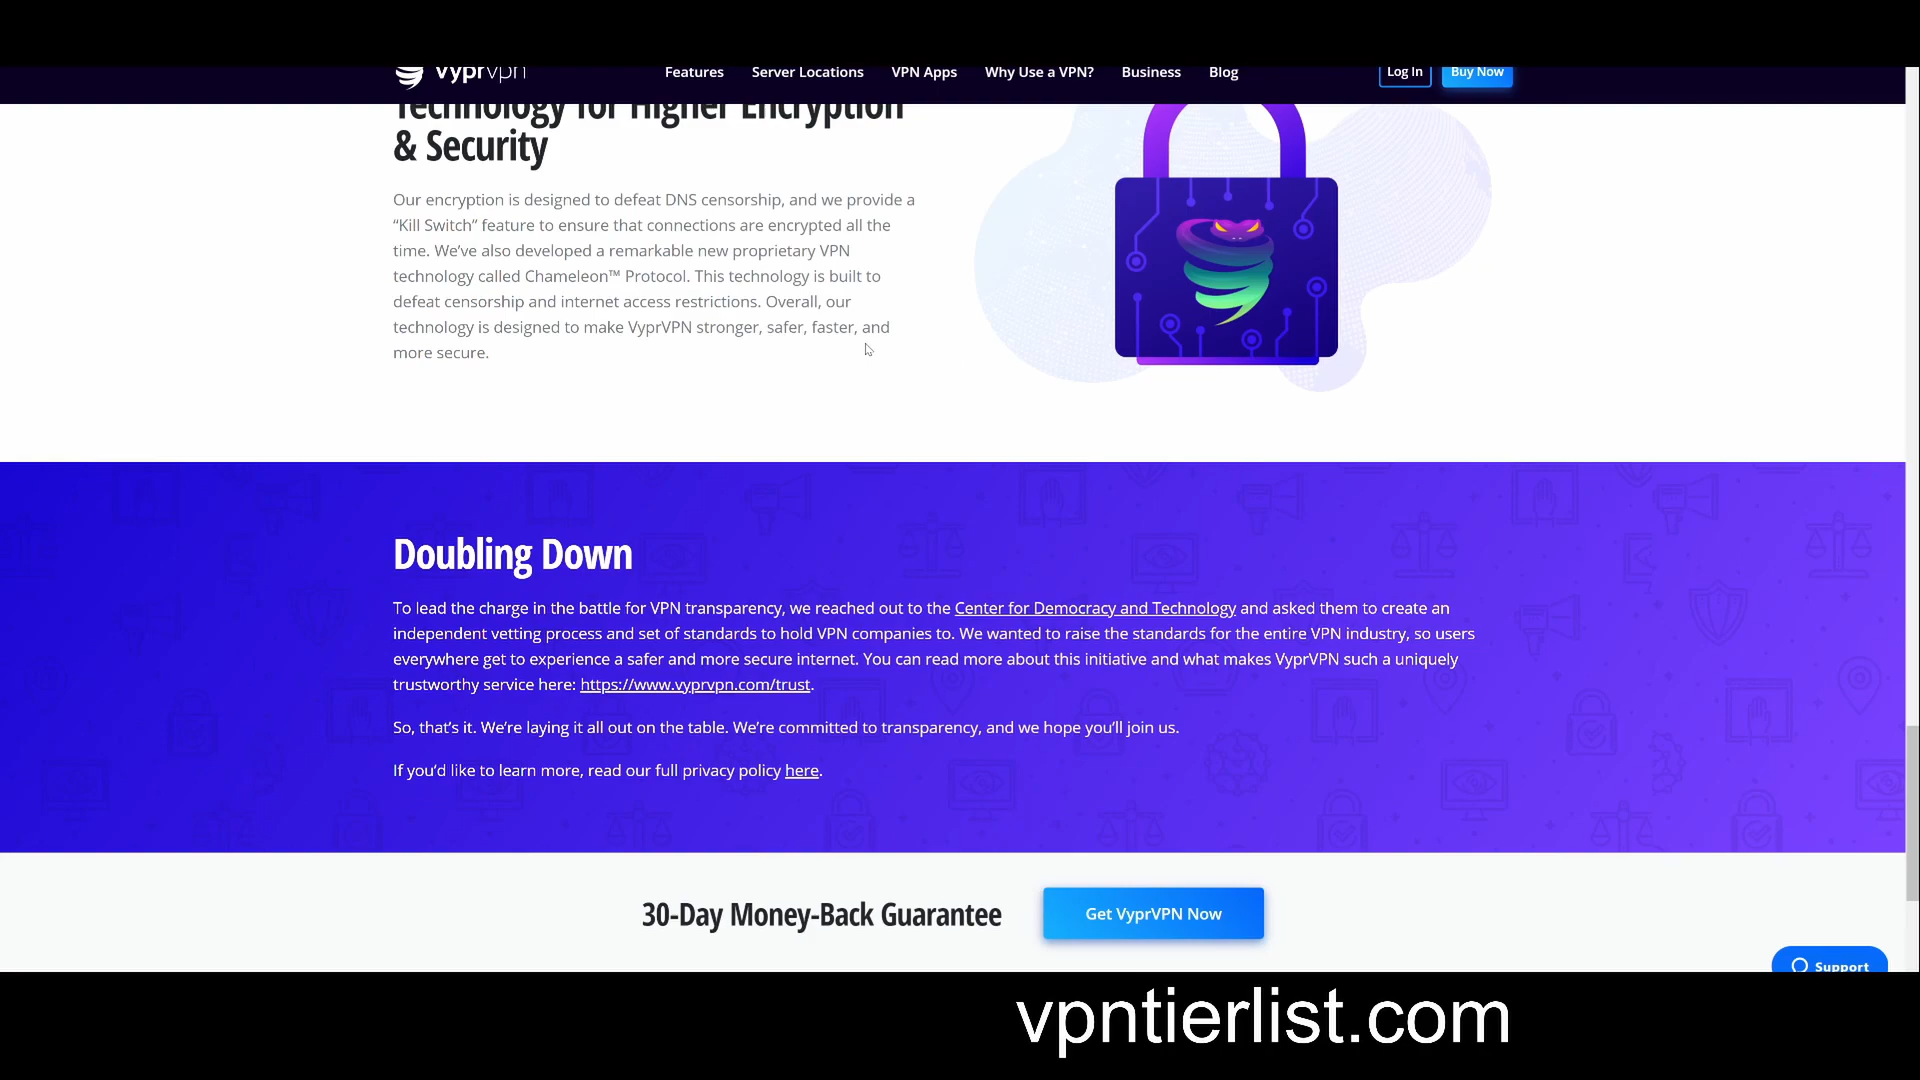 vyprvpn
Features Server Locations VPN Apps Why Use a VPN? Business Blog Log In Buy Now
Technology for Higher Encryption
& Security
Our encryption is designed to defeat DNS censorship, and we provide a
“Kill Switch” feature to ensure that connections are encrypted all the
time. We’ve also developed a remarkable new proprietary VPN
technology called Chameleon™ Protocol. This technology is built to
defeat censorship and internet access restrictions. Overall, our
technology is designed to make VyprVPN stronger, safer, faster, and
more secure.
Doubling Down
To lead the charge in the battle for VPN transparency, we reached out to the Center for Democracy and Technology and asked them to create an
independent vetting process and set of standards to hold VPN companies to. We wanted to raise the standards for the entire VPN industry, so users
everywhere get to experience a safer and more secure internet. You can read more about this initiative and what makes VyprVPN such a uniquely
trustworthy service here: https://www.vyprvpn.com/trust.
So, that’s it. We’re laying it all out on the table. We’re committed to transparency, and we hope you’ll join us.
If you’d like to learn more, read our full privacy policy here.
30-Day Money-Back Guarantee
Get VyprVPN Now
Support
vpntierlist.com